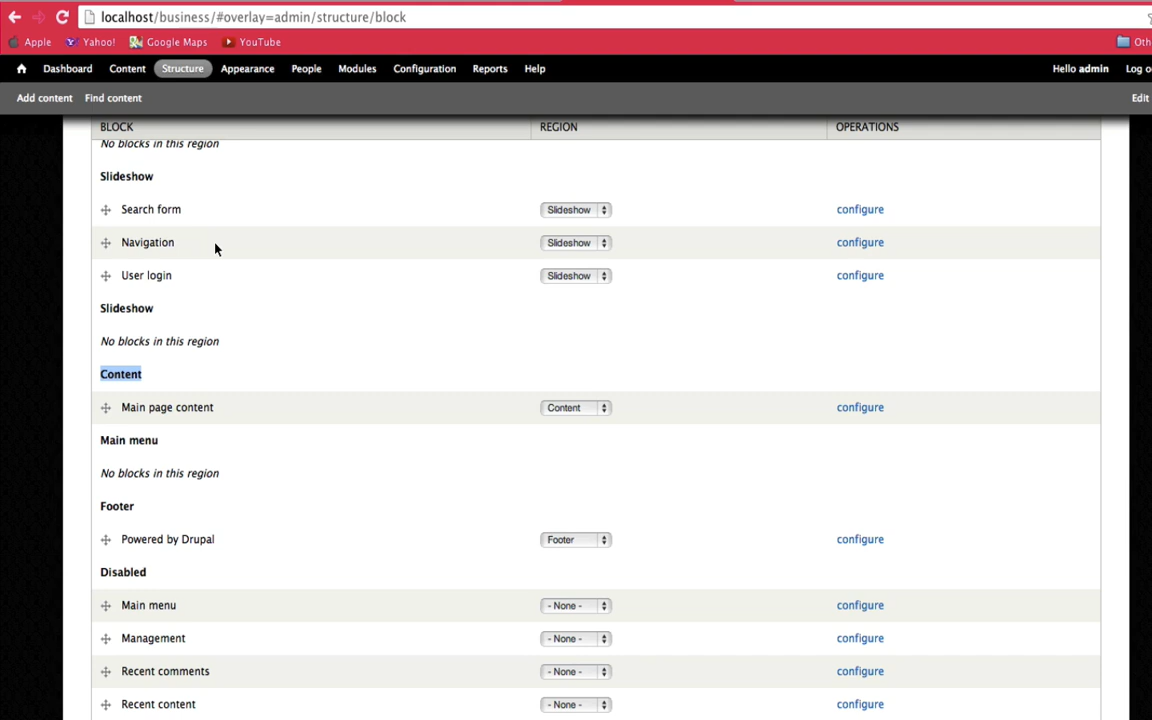 localhost/business/#overlay=admin/structure/block
Apple Yahoo! Google Maps YouTube
Dashboard Content Structure Appearance People Modules Configuration Reports Help Hello admin Log o
Add content Find content Edit
BLOCK REGION OPERATIONS
No blocks in this region
Slideshow
Search form Slideshow configure
Navigation Slideshow configure
User login Slideshow configure
Slideshow
No blocks in this region
Content
Main page content Content configure
Main menu
No blocks in this region
Footer
Powered by Drupal Footer configure
Disabled
Main menu - None - configure
Management - None - configure
Recent comments - None - configure
Recent content - None - configure